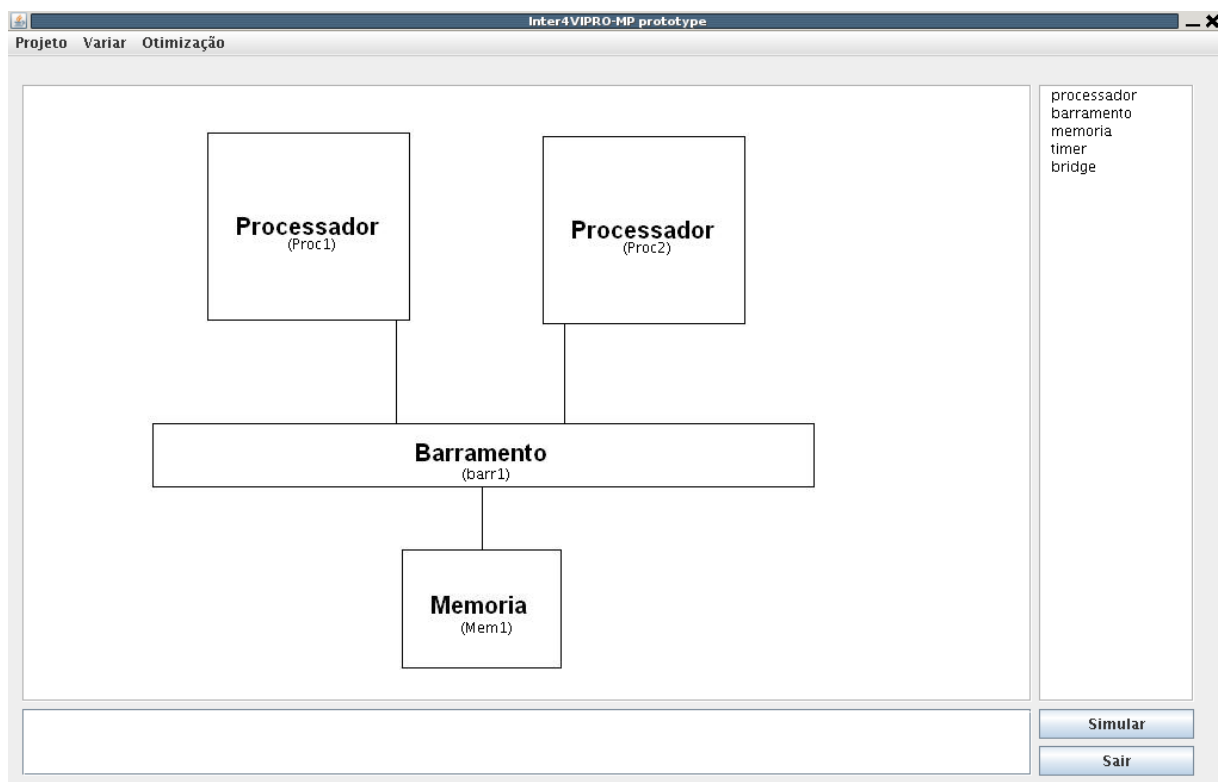 Inter4VIPRO-MP prototype
Projeto Variar Otimização
processador
barramento
memoria
timer
bridge
Processador
(Proc1)
Processador
(Proc2)
Barramento
(barr1)
Memoria
(Mem1)
Simular
Sair